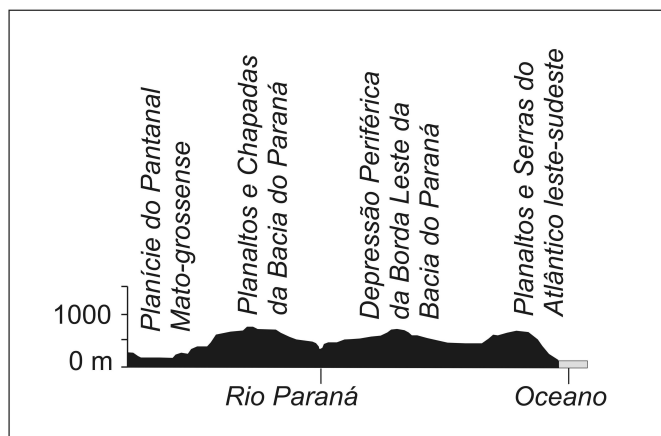 Planície do Pantanal
Mato-grossense
Planaltos e Chapadas
da Bacia do Paraná
Depressão Periférica
da Borda Leste da
Bacia do Paraná
Planaltos e Serras do
Atlântico leste-sudeste
1000
0 m
Rio Paraná
Oceano